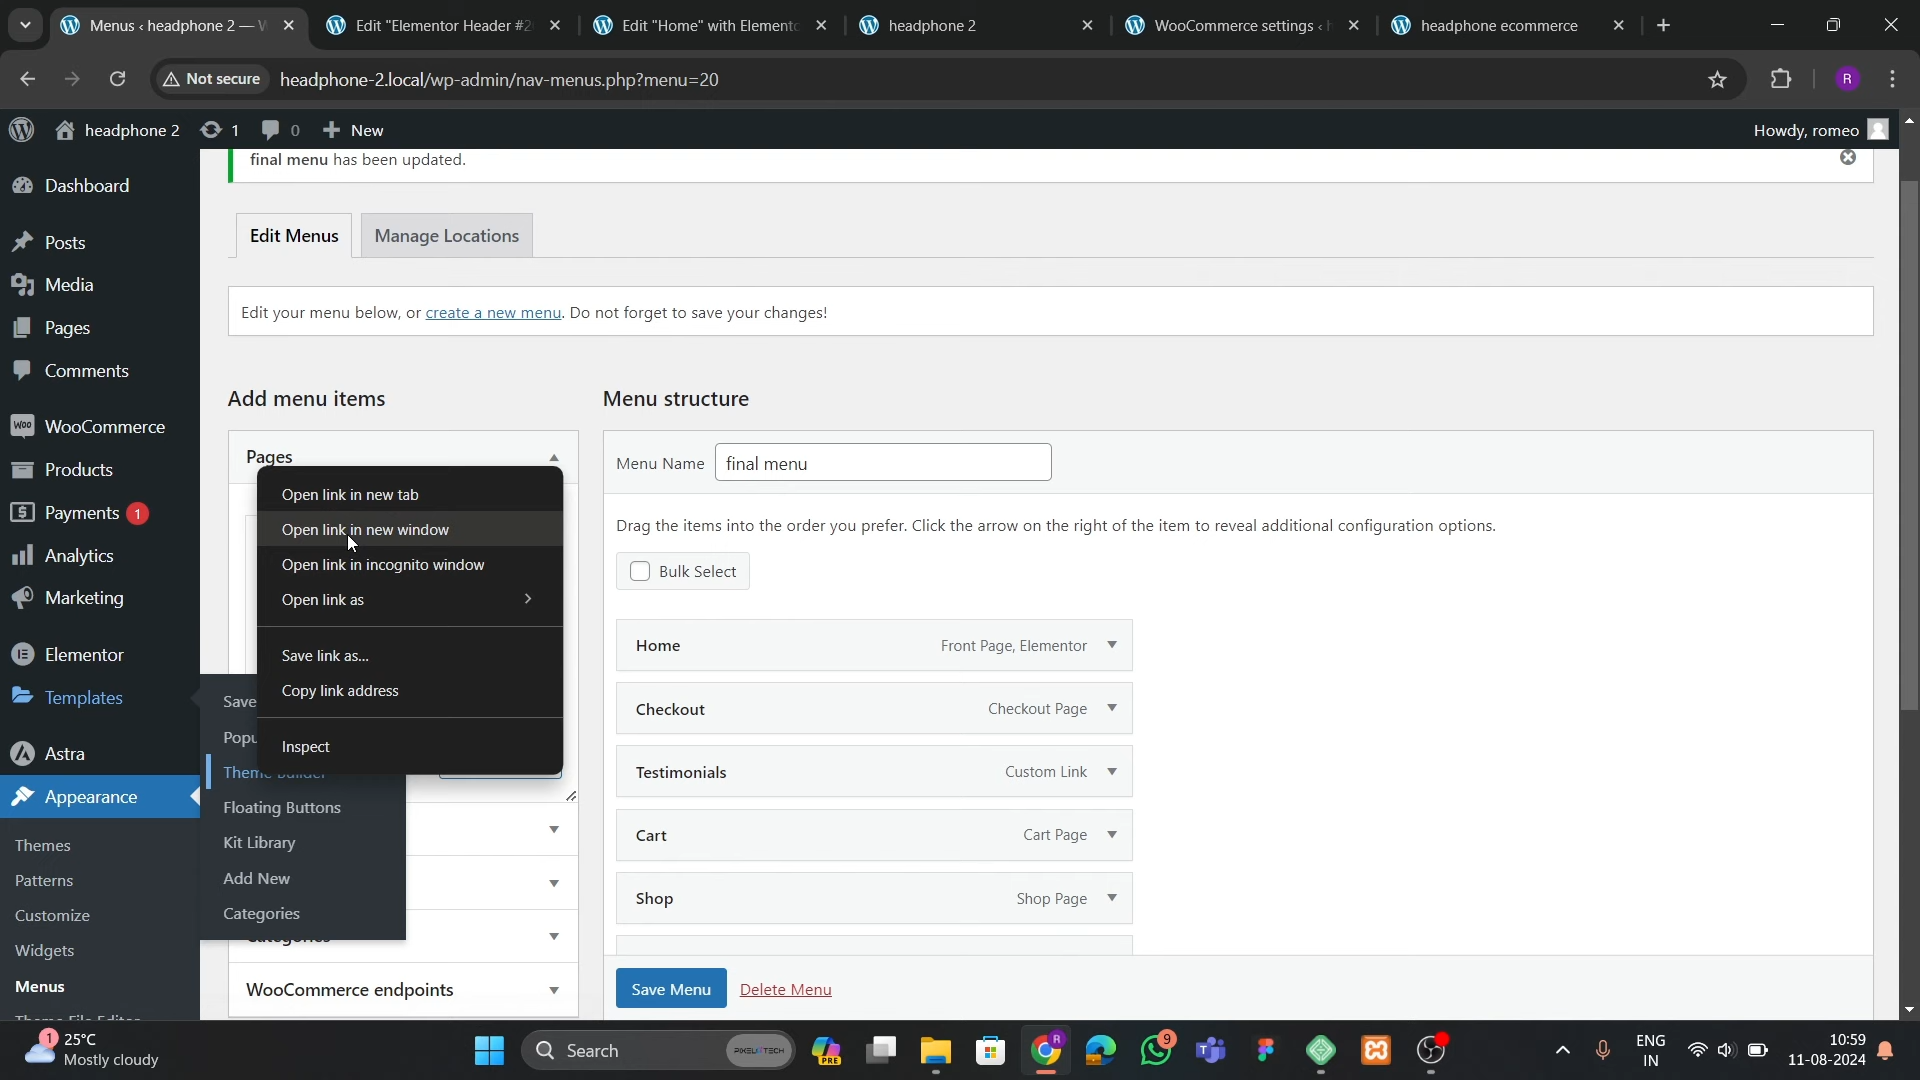 Menus ‹ headphone 2 — W
Edit "Elementor Header #2
Edit "Home" with Elemento
headphone 2
WooCommerce settings ‹ h
headphone ecommerce
Not secure
headphone-2.local/wp-admin/nav-menus.php?menu=20
R
headphone 2
1
0
New
Howdy, romeo
final menu has been updated.
Dashboard
Posts
Media
Pages
Comments
WooCommerce
Products
Payments 1
Analytics
Marketing
Elementor
Templates
Astra
Appearance
Themes
Patterns
Customize
Widgets
Menus
Edit Menus
Manage Locations
Edit your menu below, or create a new menu. Do not forget to save your changes!
Add menu items
Menu structure
Pages
Menu Name
final menu
Drag the items into the order you prefer. Click the arrow on the right of the item to reveal additional configuration options.
Bulk Select
Home
Front Page, Elementor
Checkout
Checkout Page
Testimonials
Custom Link
Cart
Cart Page
Shop
Shop Page
Save Menu
Delete Menu
Open link in new tab
Open link in new window
Open link in incognito window
Open link as
Save link as...
Copy link address
Inspect
Save
Popu
Theme Builder
Floating Buttons
Kit Library
Add New
Categories
Categories
WooCommerce endpoints
1
25°C
Mostly cloudy
Search
PRE
R
9
ENG
IN
10:59
11-08-2024